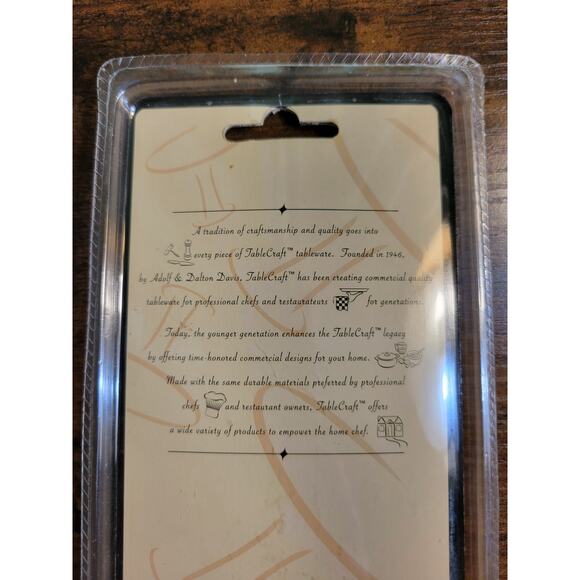 A tradition of craftsmanship and quality goes into
every piece of TableCraft™ tableware. Founded in 1946,
by Adolf & Dalton Davis, TableCraft™ has been creating commercial quality
tableware for professional chefs and restaurateurs for generations.
Today, the younger generation enhances the TableCraft™ legacy
by offering time-honored commercial designs for your home.
Made with the same durable materials preferred by professional
chefs and restaurant owners, TableCraft™ offers
a wide variety of products to empower the home chef.